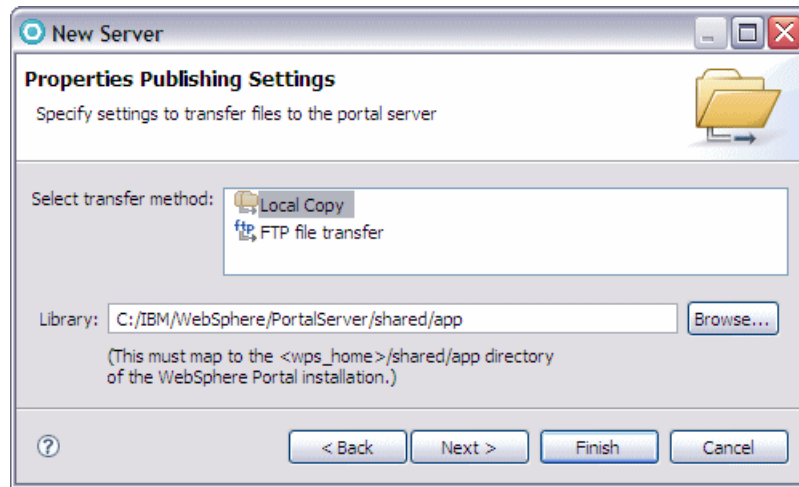 New Server
Properties Publishing Settings
Specify settings to transfer files to the portal server
Select transfer method:
Local Copy
ftp FTP file transfer
Library: C:/IBM/WebSphere/PortalServer/shared/app Browse...
(This must map to the <wps_home>/shared/app directory
of the WebSphere Portal installation.)
? < Back Next > Finish Cancel